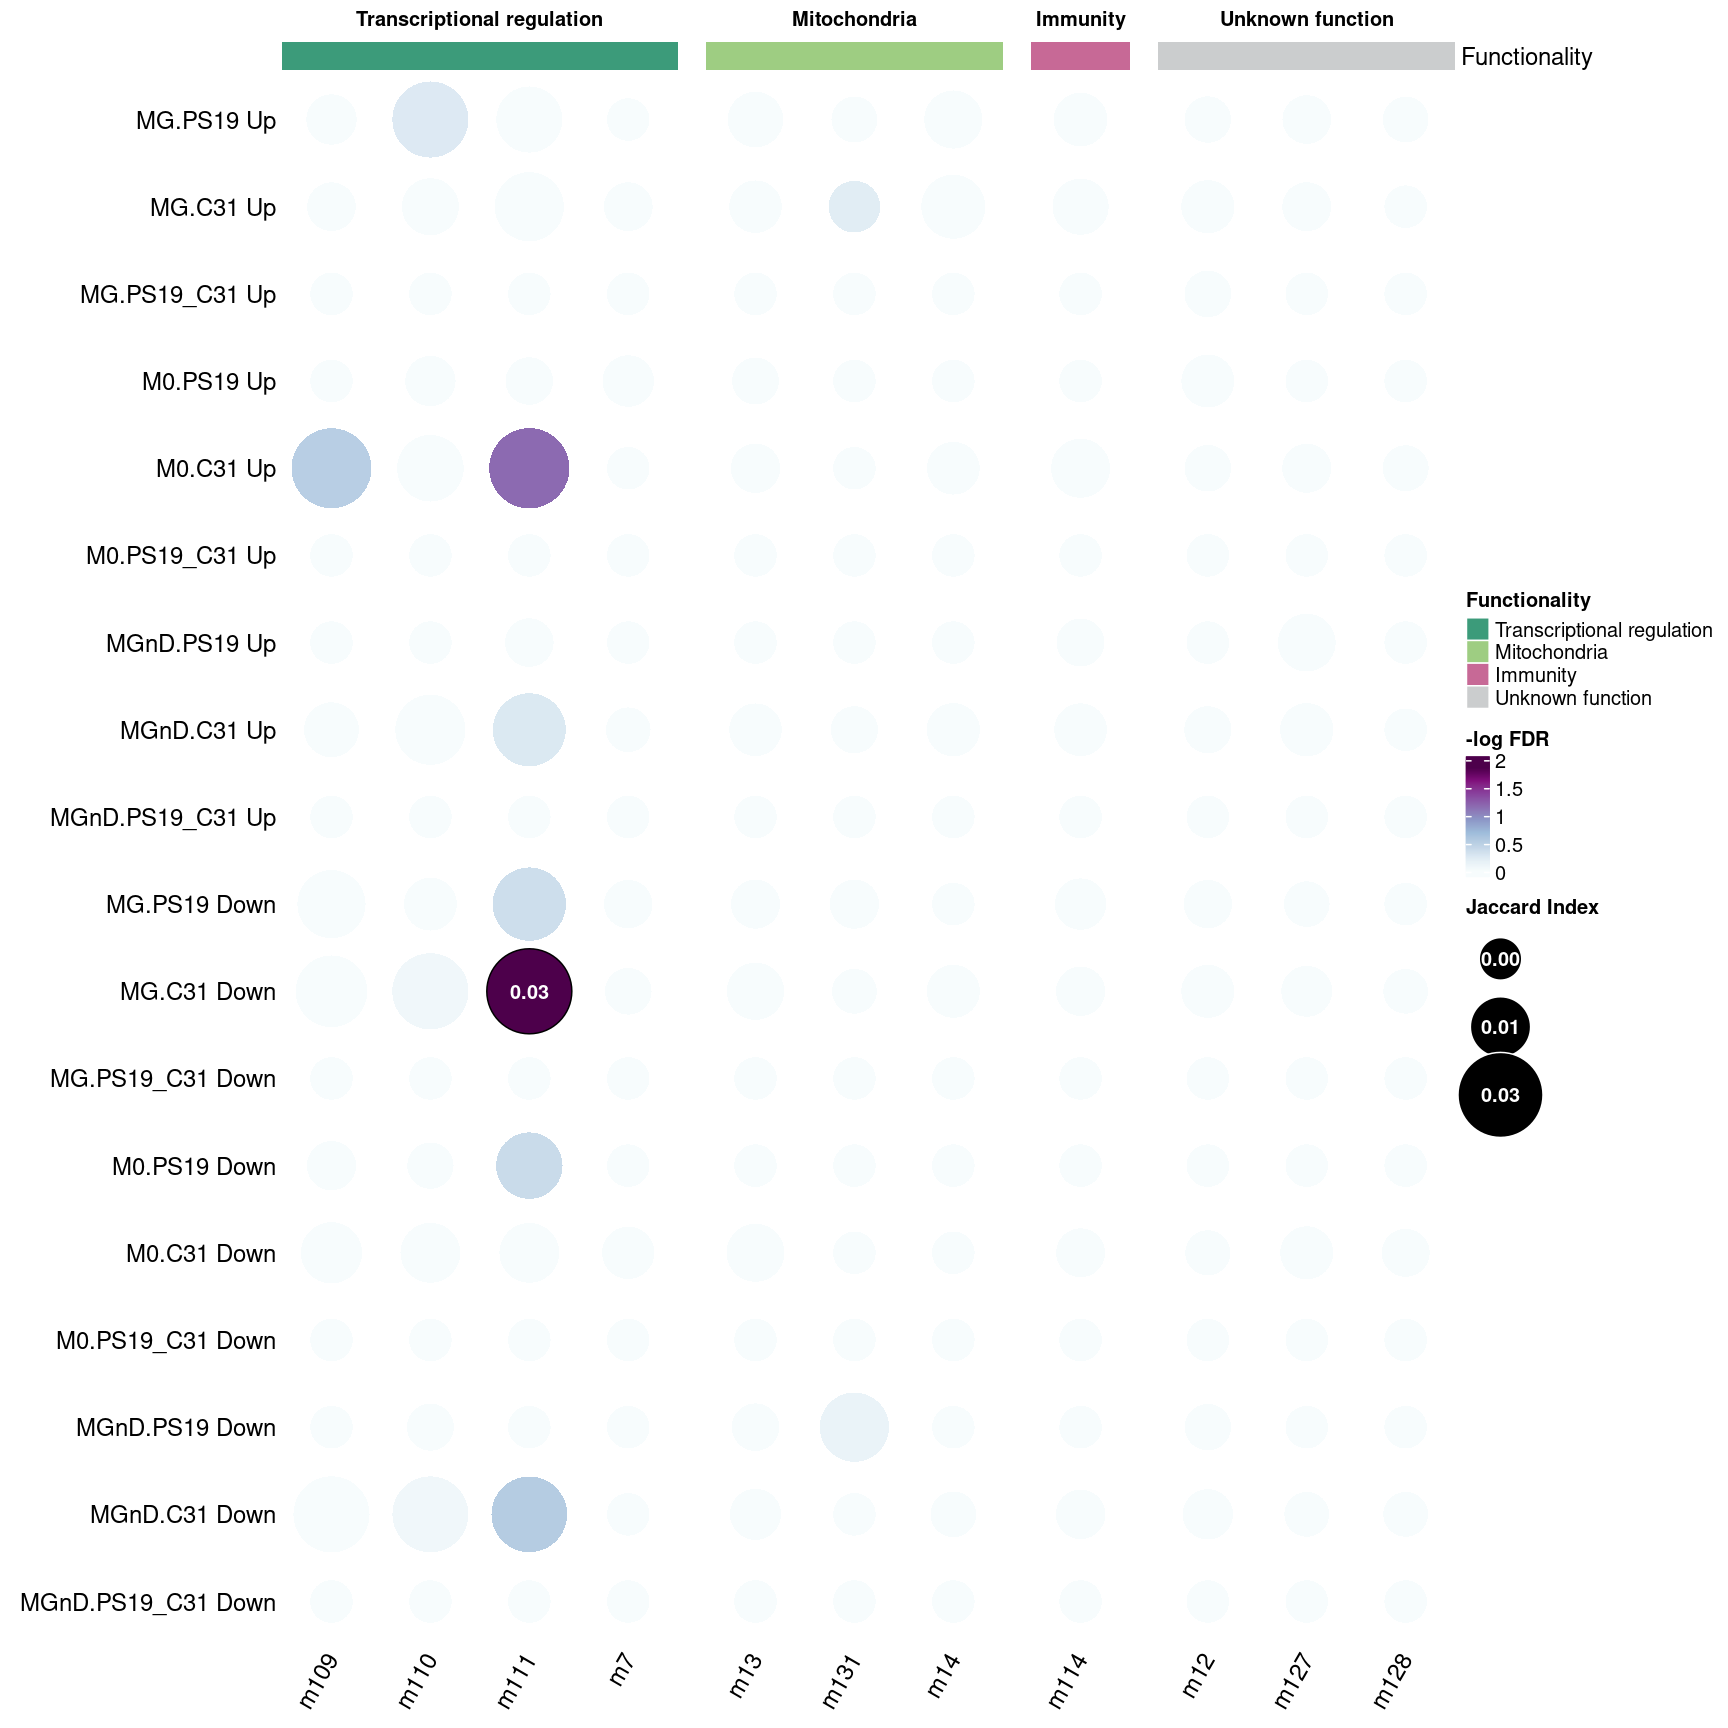 Transcriptional regulation Mitochondria Immunity Unknown function
Functionality
MG.PS19 Up
MG.C31 Up
MG.PS19_C31 Up
M0.PS19 Up
M0.C31 Up
M0.PS19_C31 Up
MGnD.PS19 Up
MGnD.C31 Up
MGnD.PS19_C31 Up
MG.PS19 Down
MG.C31 Down
0.03
MG.PS19_C31 Down
M0.PS19 Down
M0.C31 Down
M0.PS19_C31 Down
MGnD.PS19 Down
MGnD.C31 Down
MGnD.PS19_C31 Down
m109 m110 m111 m7 m13 m131 m14 m114 m12 m127 m128
Functionality
Transcriptional regulation
Mitochondria
Immunity
Unknown function
-log FDR
2
1.5
1
0.5
0
Jaccard Index
0.00
0.01
0.03